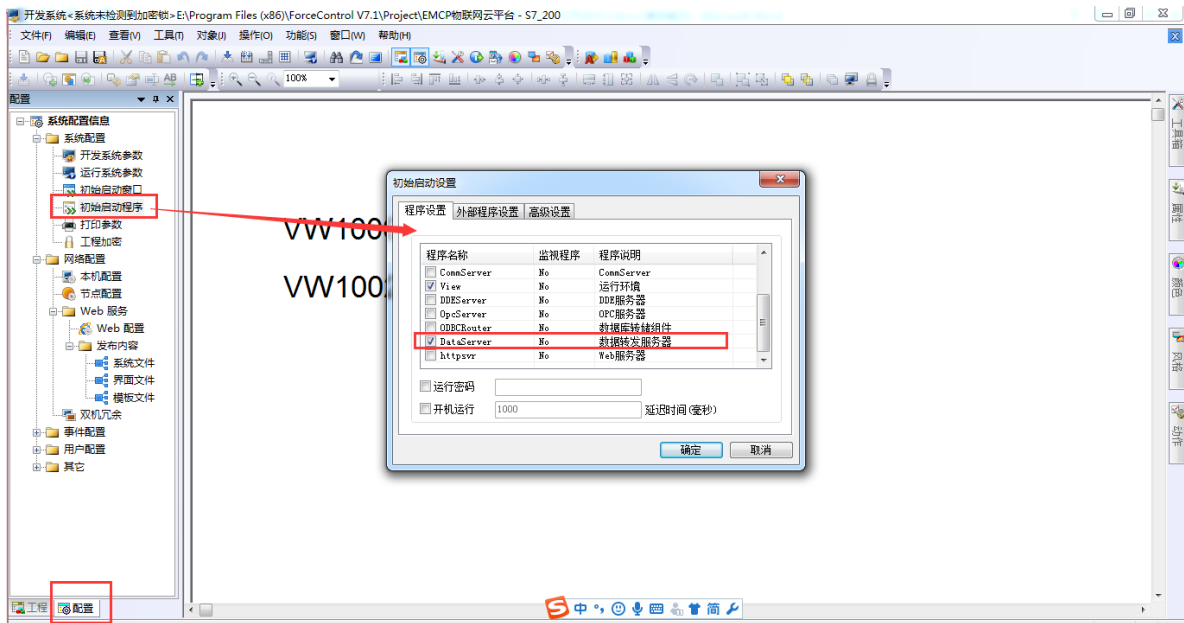 开发系统<系统未检测到加密锁>E:\Program Files (x86)\ForceControl V7.1\Project\EMCP物联网云平台 - S7_200
文件(F) 编辑(E) 查看(V) 工具(T) 对象(J) 操作(O) 功能(S) 窗口(W) 帮助(H)
100%
配置
系统配置信息
系统配置
开发系统参数
运行系统参数
初始启动窗口
初始启动程序
打印参数
工程加密
网络配置
本机配置
节点配置
Web 服务
Web 配置
发布内容
系统文件
界面文件
模板文件
双机冗余
事件配置
用户配置
其它
工程 配置
VW100
VW100
初始启动设置
程序设置 外部程序设置 高级设置
程序名称 监视程序 程序说明
CommServer No CommServer
View No 运行环境
DDEServer No DDE服务器
OpcServer No OPC服务器
ODBCRouter No 数据库转储组件
DataServer No 数据转发服务器
httpsvr No Web服务器
运行密码
开机运行 1000 延迟时间(毫秒)
确定 取消
工具箱
属性
颜色
风格
动作
中 简